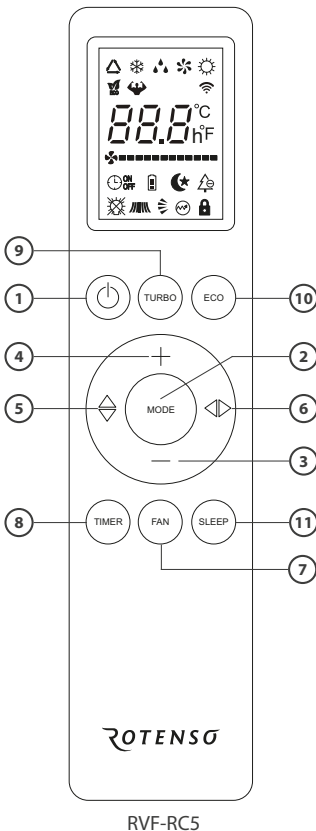 ECO
88.8°C
h°F
ON
OFF
9
1
TURBO
ECO
10
4
+
2
5
MODE
6
−
3
8
TIMER
FAN
SLEEP
11
7
ROTENSO
RVF-RC5